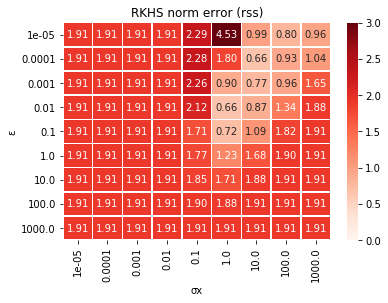 RKHS norm error (rss)
1e-05 1.91 1.91 1.91 1.91 2.29 4.53 0.99 0.80 0.96
0.0001 1.91 1.91 1.91 1.91 2.28 1.80 0.66 0.93 1.04
0.001 1.91 1.91 1.91 1.91 2.26 0.90 0.77 0.96 1.65
0.01 1.91 1.91 1.91 1.91 2.12 0.66 0.87 1.34 1.88
0.1 1.91 1.91 1.91 1.91 1.71 0.72 1.09 1.82 1.91
1.0 1.91 1.91 1.91 1.91 1.77 1.23 1.68 1.90 1.91
10.0 1.91 1.91 1.91 1.91 1.85 1.71 1.88 1.91 1.91
100.0 1.91 1.91 1.91 1.91 1.90 1.88 1.91 1.91 1.91
1000.0 1.91 1.91 1.91 1.91 1.91 1.91 1.91 1.91 1.91
ε
1e-05 0.0001 0.001 0.01 0.1 1.0 10.0 100.0 1000.0
σx
3.0
2.5
2.0
1.5
1.0
0.5
0.0